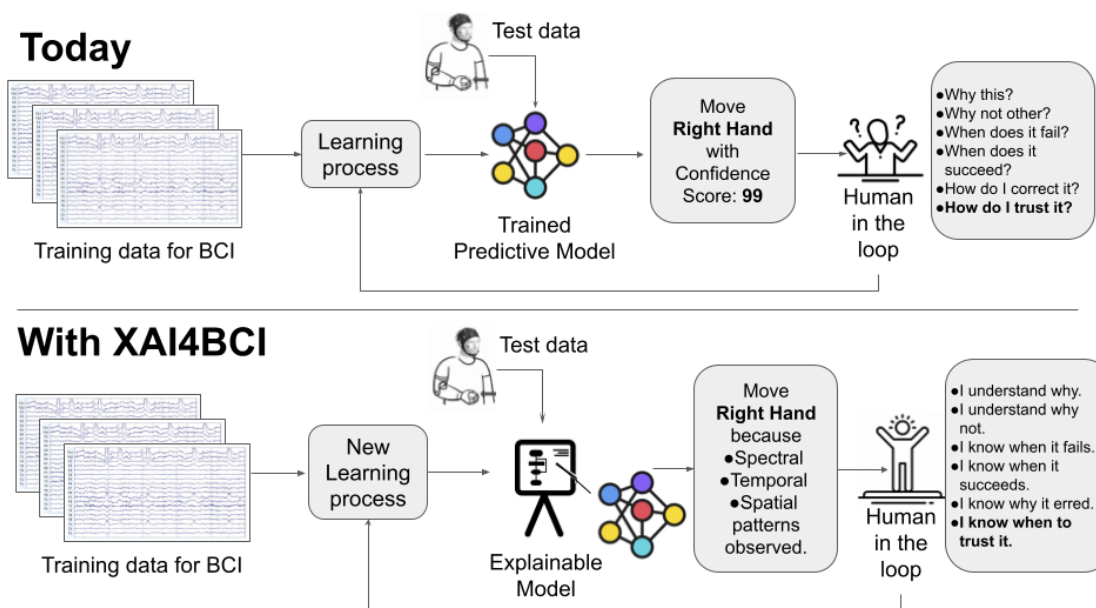 Today
Test data
Training data for BCI
Learning
process
Trained
Predictive Model
Move
Right Hand
with
Confidence
Score: 99
Human
in the
loop
●Why this?
●Why not other?
●When does it fail?
●When does it
succeed?
●How do I correct it?
●How do I trust it?
With XAI4BCI
Test data
Training data for BCI
New
Learning
process
Explainable
Model
Move
Right Hand
because
●Spectral
●Temporal
●Spatial
patterns
observed.
Human
in the
loop
●I understand why.
●I understand why
not.
●I know when it fails.
●I know when it
succeeds.
●I know why it erred.
●I know when to
trust it.